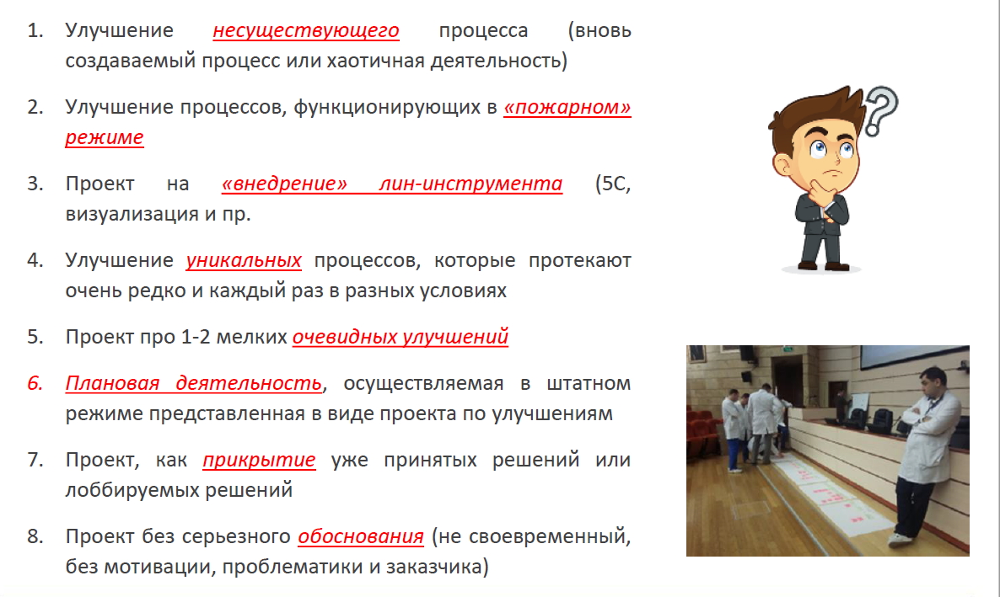 1. Улучшение несуществующего процесса (вновь
создаваемый процесс или хаотичная деятельность)
2. Улучшение процессов, функционирующих в «пожарном»
режиме
3. Проект на «внедрение» лин-инструмента (5С,
визуализация и пр.
4. Улучшение уникальных процессов, которые протекают
очень редко и каждый раз в разных условиях
5. Проект про 1-2 мелких очевидных улучшений
6. Плановая деятельность, осуществляемая в штатном
режиме представленная в виде проекта по улучшениям
7. Проект, как прикрытие уже принятых решений или
лоббируемых решений
8. Проект без серьезного обоснования (не своевременный,
без мотивации, проблематики и заказчика)